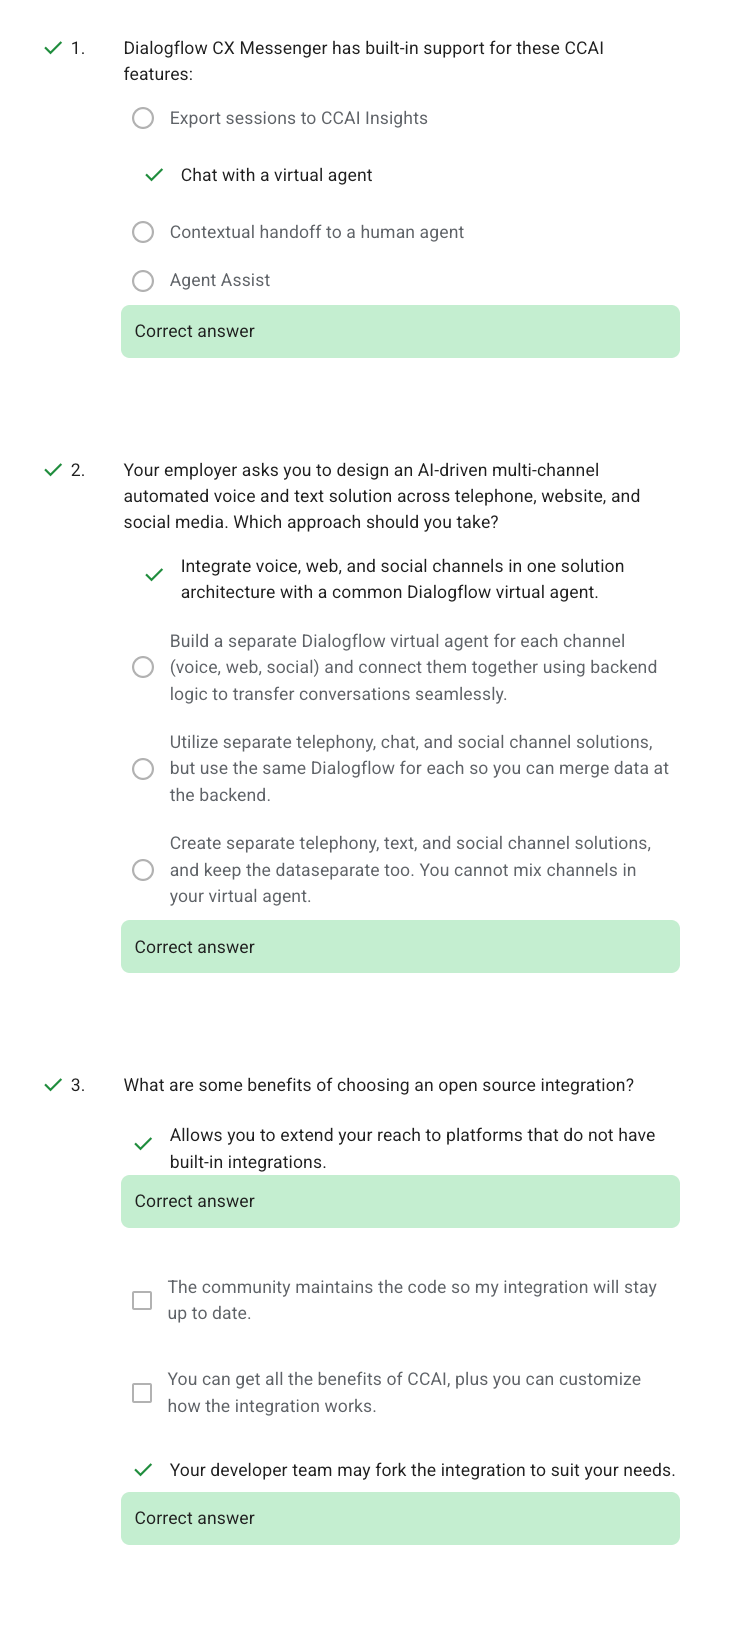 1. Dialogflow CX Messenger has built-in support for these CCAI
features:
Export sessions to CCAI Insights
Chat with a virtual agent
Contextual handoff to a human agent
Agent Assist
Correct answer
2. Your employer asks you to design an AI-driven multi-channel
automated voice and text solution across telephone, website, and
social media. Which approach should you take?
Integrate voice, web, and social channels in one solution
architecture with a common Dialogflow virtual agent.
Build a separate Dialogflow virtual agent for each channel
(voice, web, social) and connect them together using backend
logic to transfer conversations seamlessly.
Utilize separate telephony, chat, and social channel solutions,
but use the same Dialogflow for each so you can merge data at
the backend.
Create separate telephony, text, and social channel solutions,
and keep the dataseparate too. You cannot mix channels in
your virtual agent.
Correct answer
3. What are some benefits of choosing an open source integration?
Allows you to extend your reach to platforms that do not have
built-in integrations.
Correct answer
The community maintains the code so my integration will stay
up to date.
You can get all the benefits of CCAI, plus you can customize
how the integration works.
Your developer team may fork the integration to suit your needs.
Correct answer